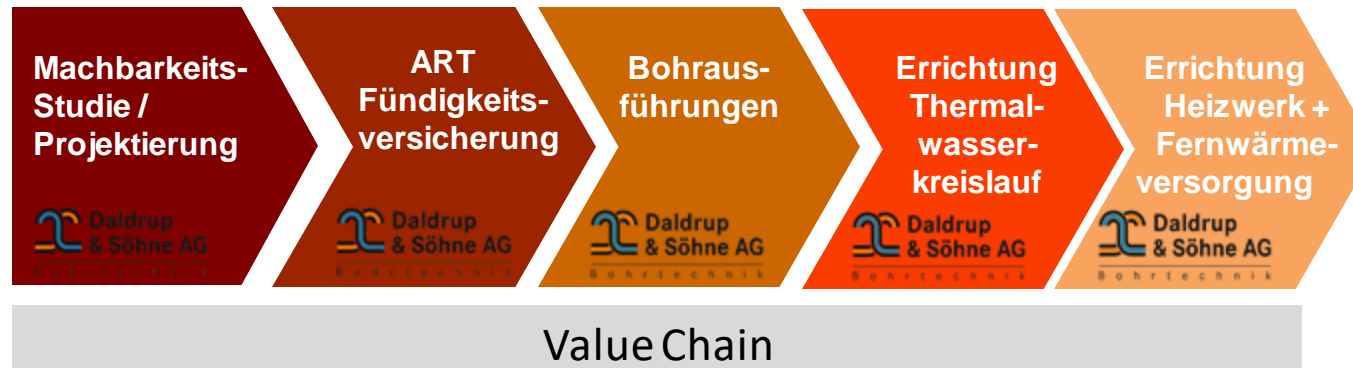 Machbarkeits-
Studie /
Projektierung
Daldrup
& Söhne AG
Bohrtechnik
ART
Fündigkeits-
versicherung
Daldrup
& Söhne AG
Bohrtechnik
Bohraus-
führungen
Daldrup
& Söhne AG
Bohrtechnik
Errichtung
Thermal-
wasser-
kreislauf
Daldrup
& Söhne AG
Bohrtechnik
Errichtung
Heizwerk +
Fernwärme-
versorgung
Daldrup
& Söhne AG
Bohrtechnik
Value Chain